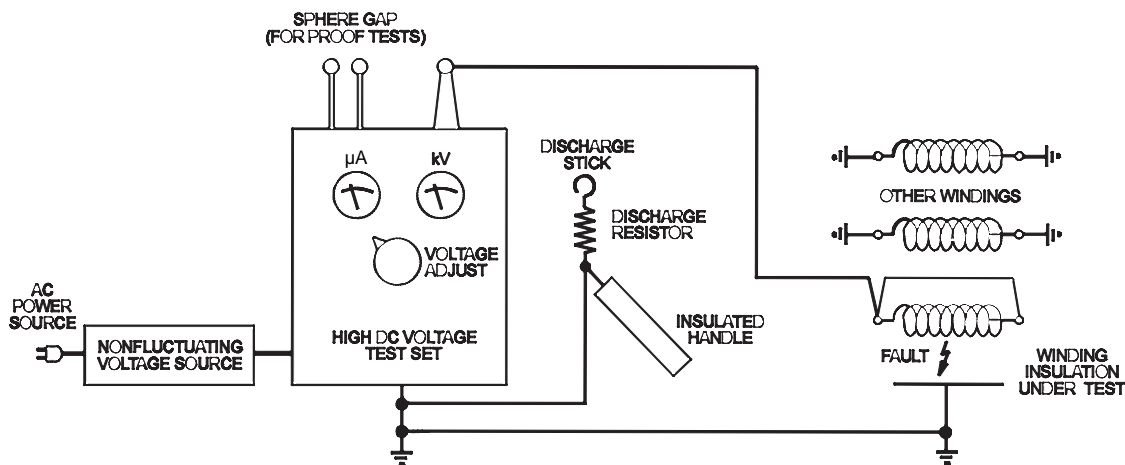 SPHERE GAP
(FOR PROOF TESTS)
µA
kV
VOLTAGE
ADJUST
HIGH DC VOLTAGE
TEST SET
AC
POWER
SOURCE
NONFLUCTUATING
VOLTAGE SOURCE
DISCHARGE
STICK
DISCHARGE
RESISTOR
INSULATED
HANDLE
OTHER WINDINGS
FAULT
WINDING
INSULATION
UNDER TEST